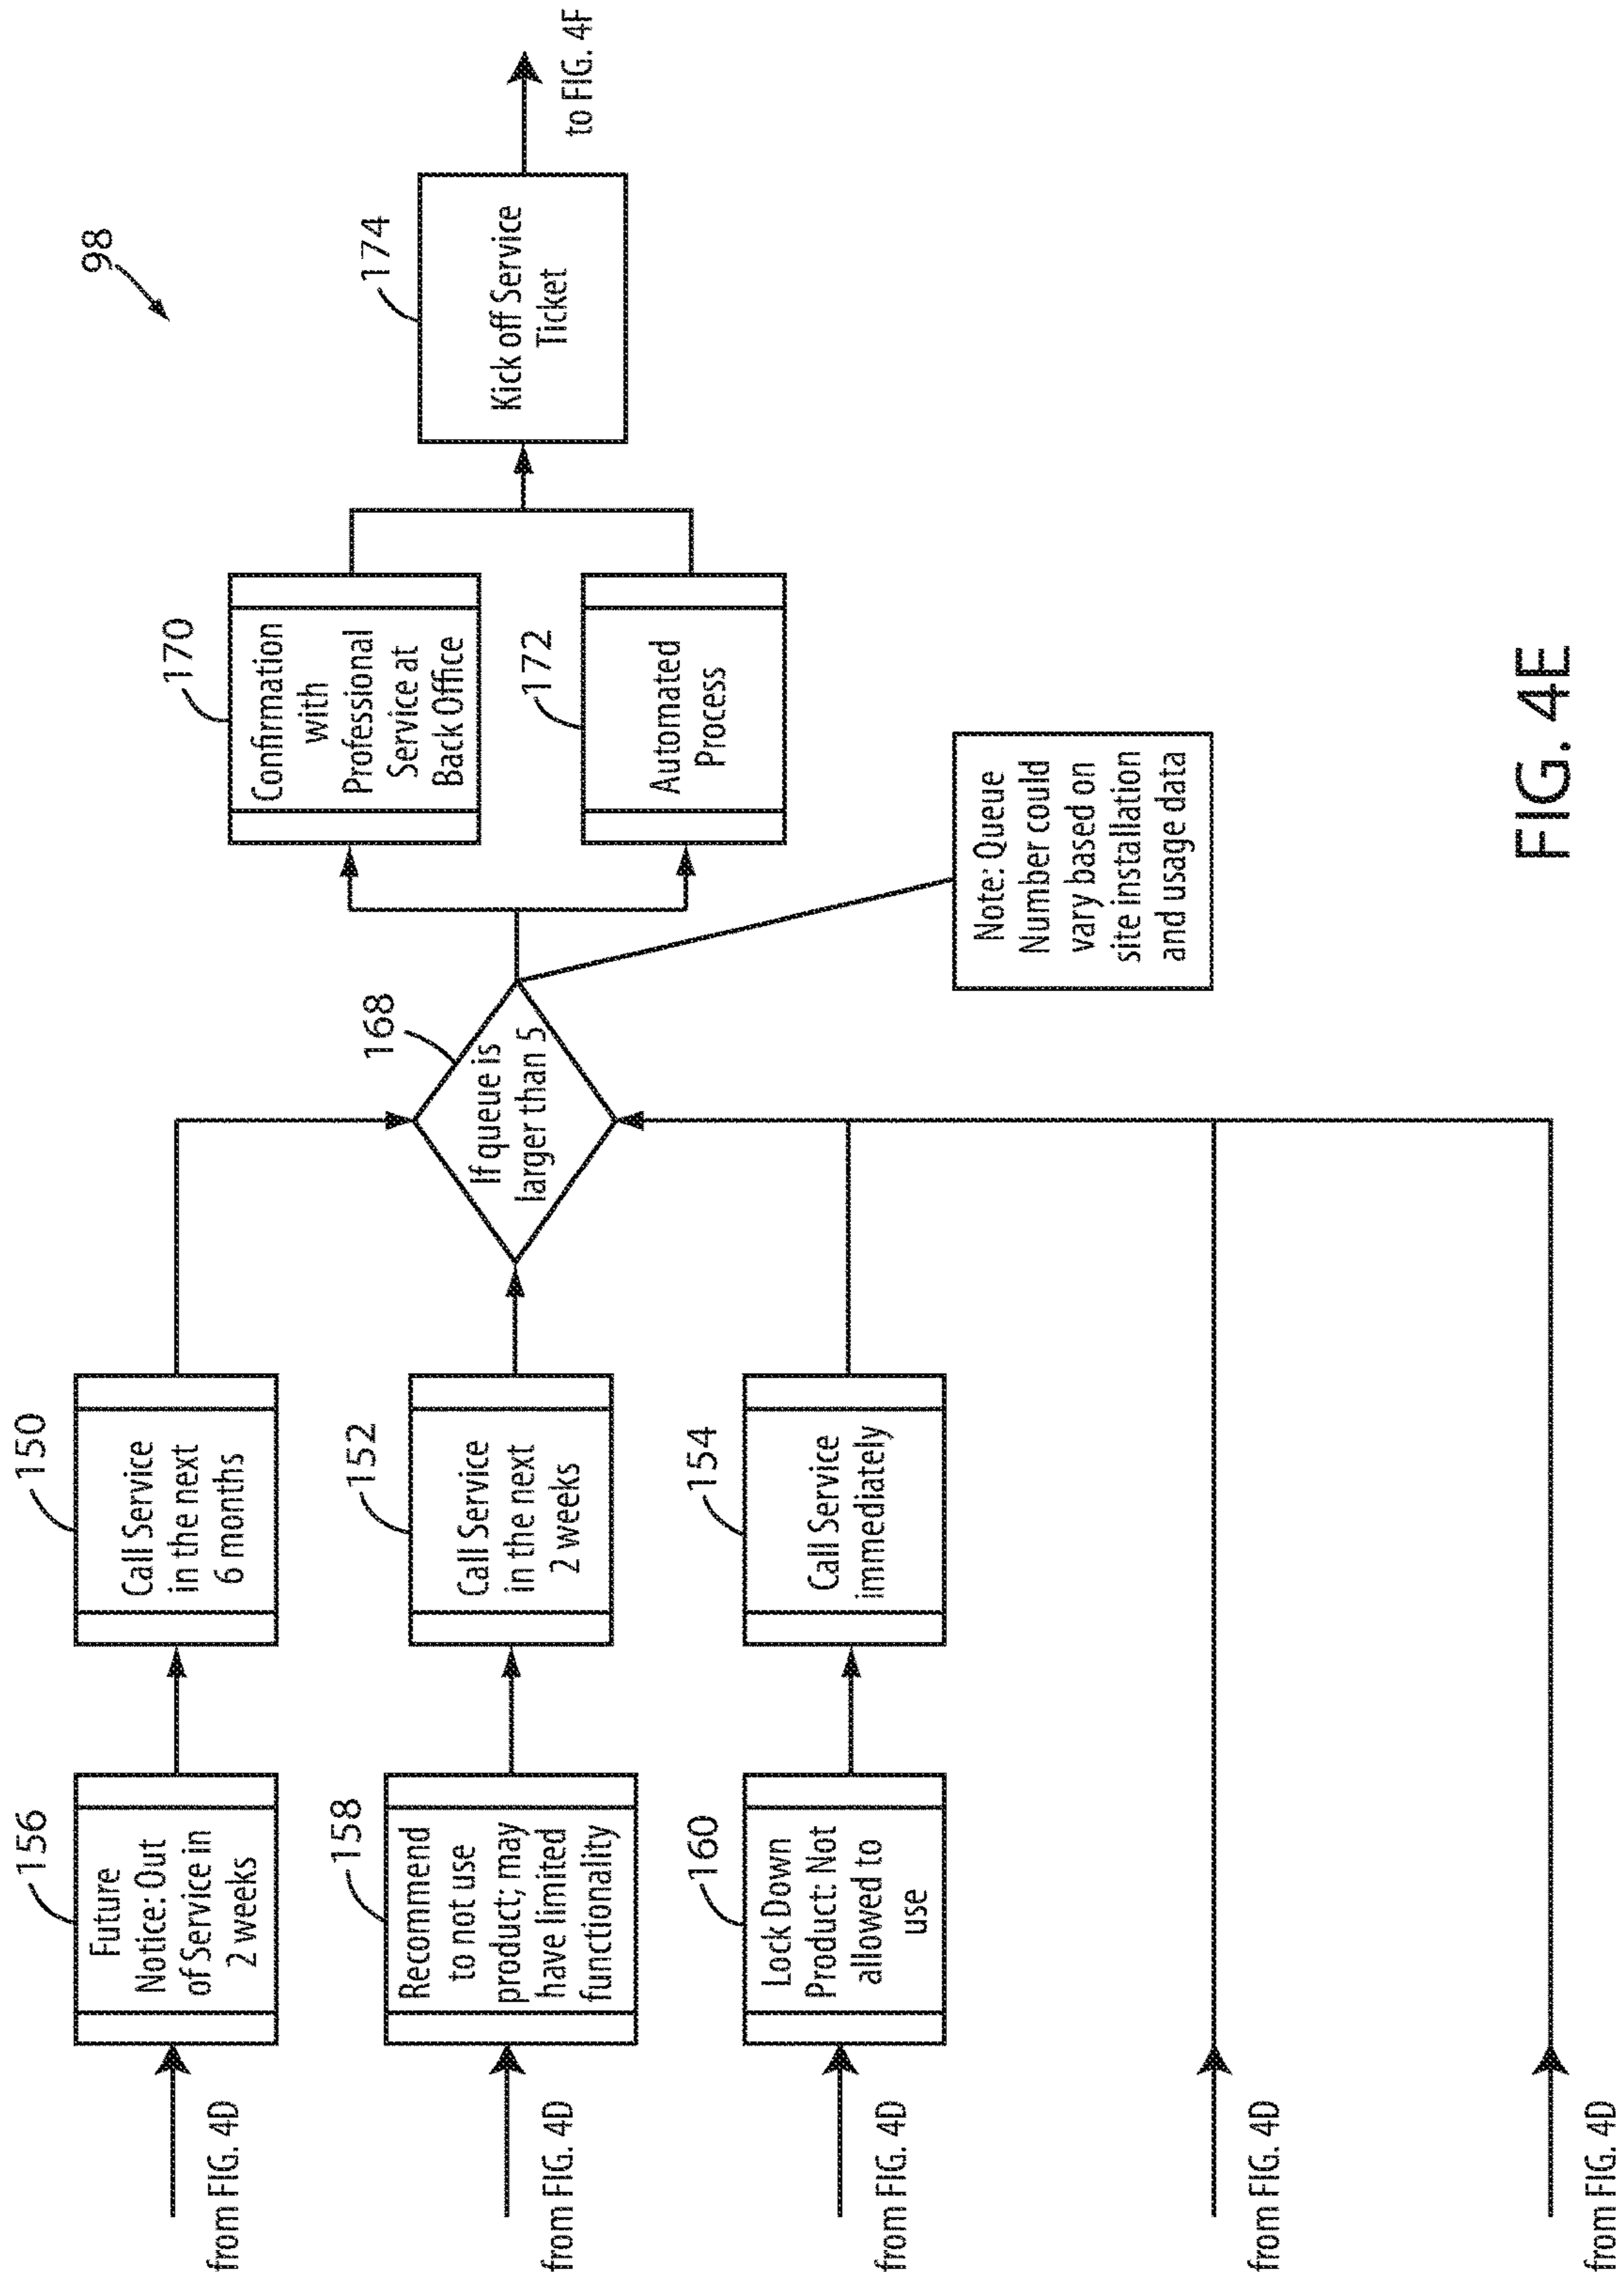 98
from FIG. 4D
156
Future
Notice: Out
of Service in
2 weeks
150
Call Service
in the next
6 months
from FIG. 4D
158
Recommend
to not use
product; may
have limited
functionality
152
Call Service
in the next
2 weeks
from FIG. 4D
160
Lock Down
Product: Not
allowed to
use
154
Call Service
immediately
from FIG. 4D
from FIG. 4D
168
If queue is
larger than 5
Note: Queue
Number could
vary based on
site installation
and usage data
170
Confirmation
with
Professional
Service at
Back Office
172
Automated
Process
174
Kick off Service
Ticket
to FIG. 4F
FIG. 4E